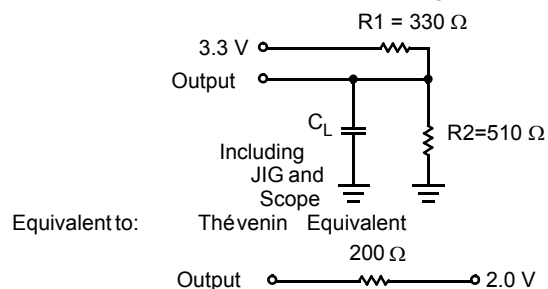 R1 = 330 Ω
3.3 V
Output
CL
R2=510 Ω
Including
JIG and
Scope
Equivalent to: Thévenin Equivalent
200 Ω
Output 2.0 V